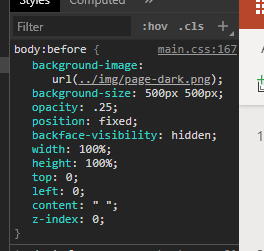 Styles
Computed
Filter
:hov .cls +
body:before {
main.css:167
background-image:
url(../img/page-dark.png);
background-size: 500px 500px;
opacity: .25;
position: fixed;
backface-visibility: hidden;
width: 100%;
height: 100%;
top: 0;
left: 0;
content: " ";
z-index: 0;
}